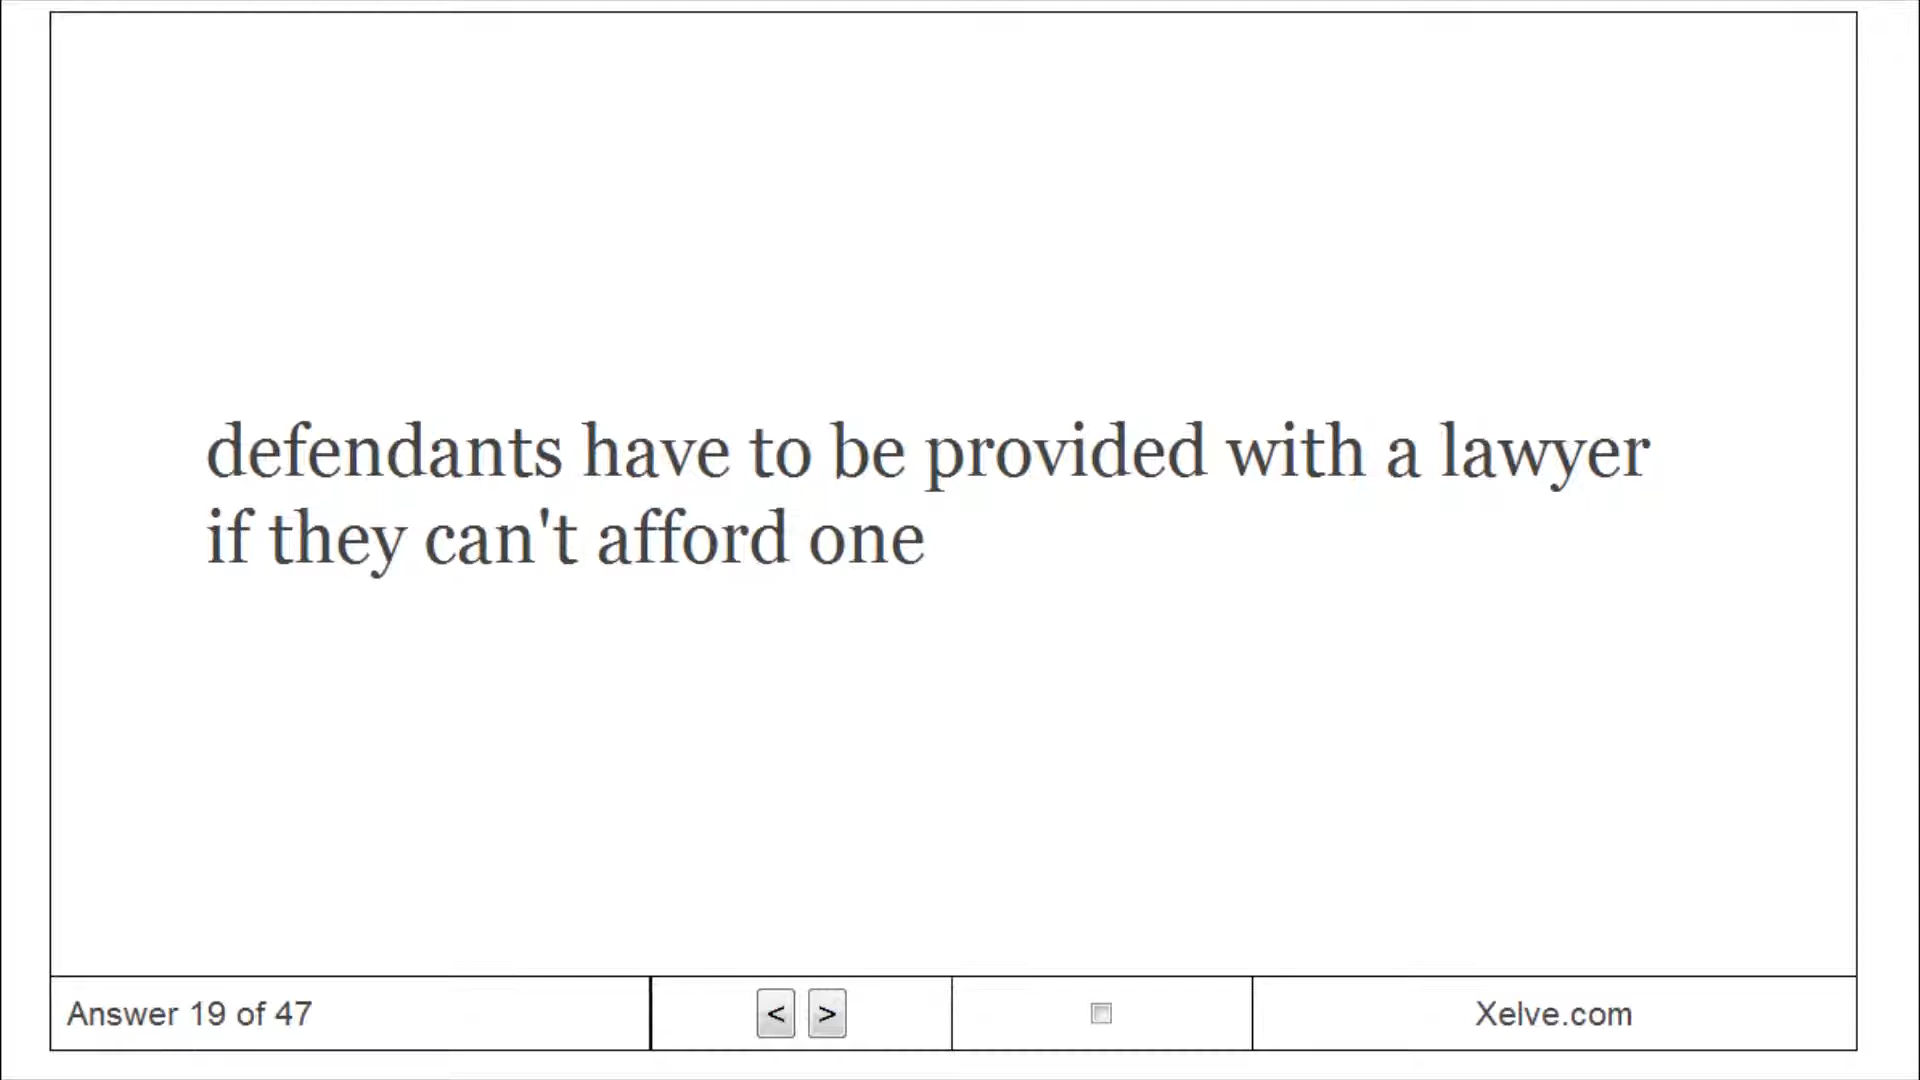 defendants have to be provided with a lawyer
if they can't afford one
Answer 19 of 47
< >
Xelve.com